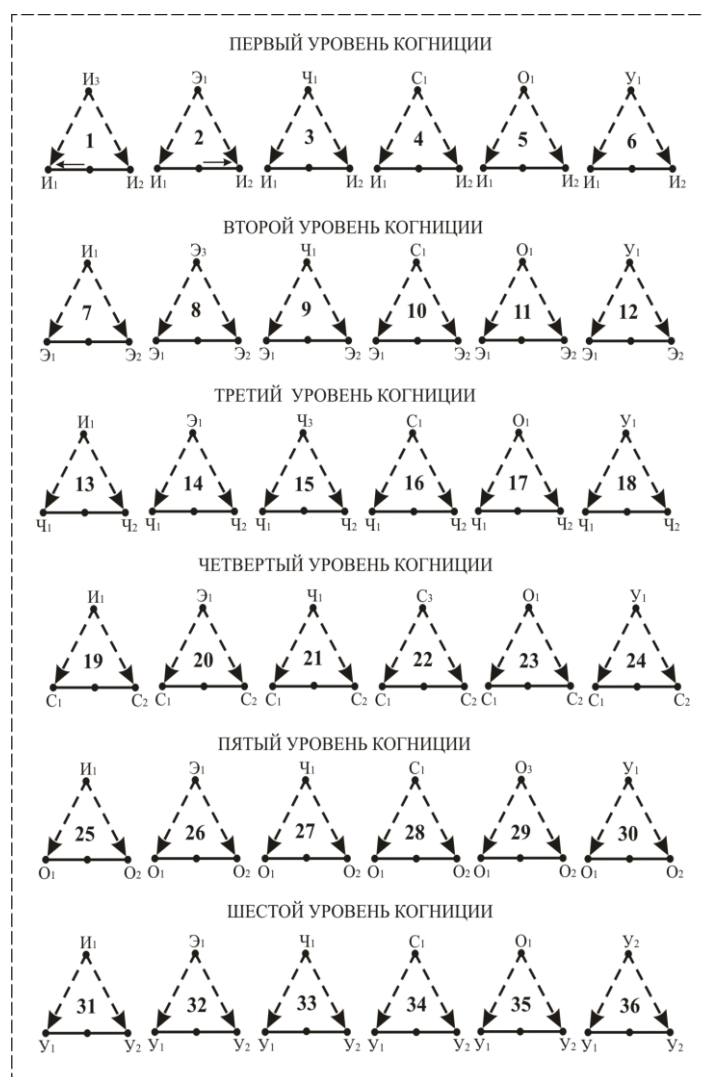 ПЕРВЫЙ УРОВЕНЬ КОГНИЦИИ
И3 Э1 Ч1 С1 О1 У1
1 2 3 4 5 6
И1 И2 И1 И2 И1 И2 И1 И2 И1 И2 И1 И2
ВТОРОЙ УРОВЕНЬ КОГНИЦИИ
И1 Э3 Ч1 С1 О1 У1
7 8 9 10 11 12
Э1 Э2 Э1 Э2 Э1 Э2 Э1 Э2 Э1 Э2 Э1 Э2
ТРЕТИЙ УРОВЕНЬ КОГНИЦИИ
И1 Э1 Ч3 С1 О1 У1
13 14 15 16 17 18
Ч1 Ч2 Ч1 Ч2 Ч1 Ч2 Ч1 Ч2 Ч1 Ч2 Ч1 Ч2
ЧЕТВЕРТЫЙ УРОВЕНЬ КОГНИЦИИ
И1 Э1 Ч1 С3 О1 У1
19 20 21 22 23 24
С1 С2 С1 С2 С1 С2 С1 С2 С1 С2 С1 С2
ПЯТЫЙ УРОВЕНЬ КОГНИЦИИ
И1 Э1 Ч1 С1 О3 У1
25 26 27 28 29 30
О1 О2 О1 О2 О1 О2 О1 О2 О1 О2 О1 О2
ШЕСТОЙ УРОВЕНЬ КОГНИЦИИ
И1 Э1 Ч1 С1 О1 У2
31 32 33 34 35 36
У1 У2 У1 У2 У1 У2 У1 У2 У1 У2 У1 У2